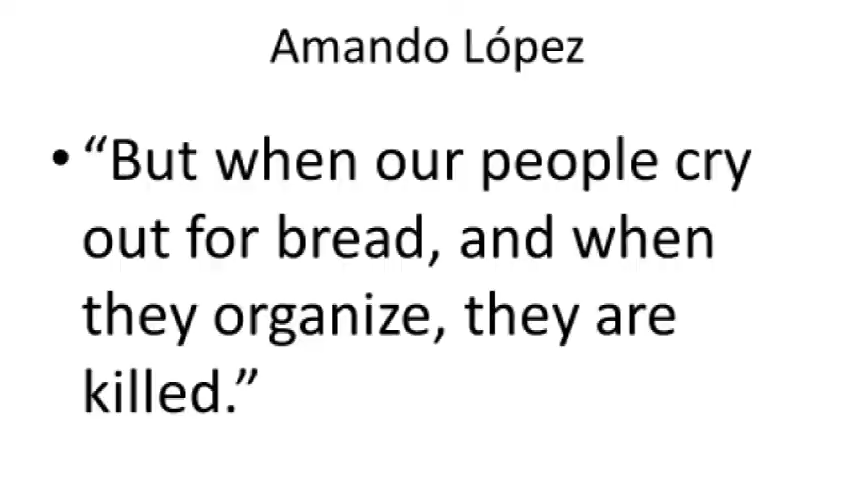 Amando López
• “But when our people cry
out for bread, and when
they organize, they are
killed.”